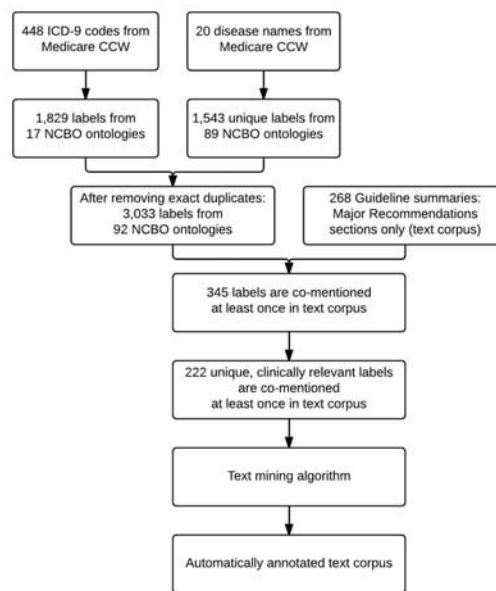 448 ICD-9 codes from
Medicare CCW
20 disease names from
Medicare CCW
1,829 labels from
17 NCBO ontologies
1,543 unique labels from
89 NCBO ontologies
After removing exact duplicates:
3,033 labels from
92 NCBO ontologies
268 Guideline summaries:
Major Recommendations
sections only (text corpus)
345 labels are co-mentioned
at least once in text corpus
222 unique, clinically relevant labels
are co-mentioned
at least once in text corpus
Text mining algorithm
Automatically annotated text corpus